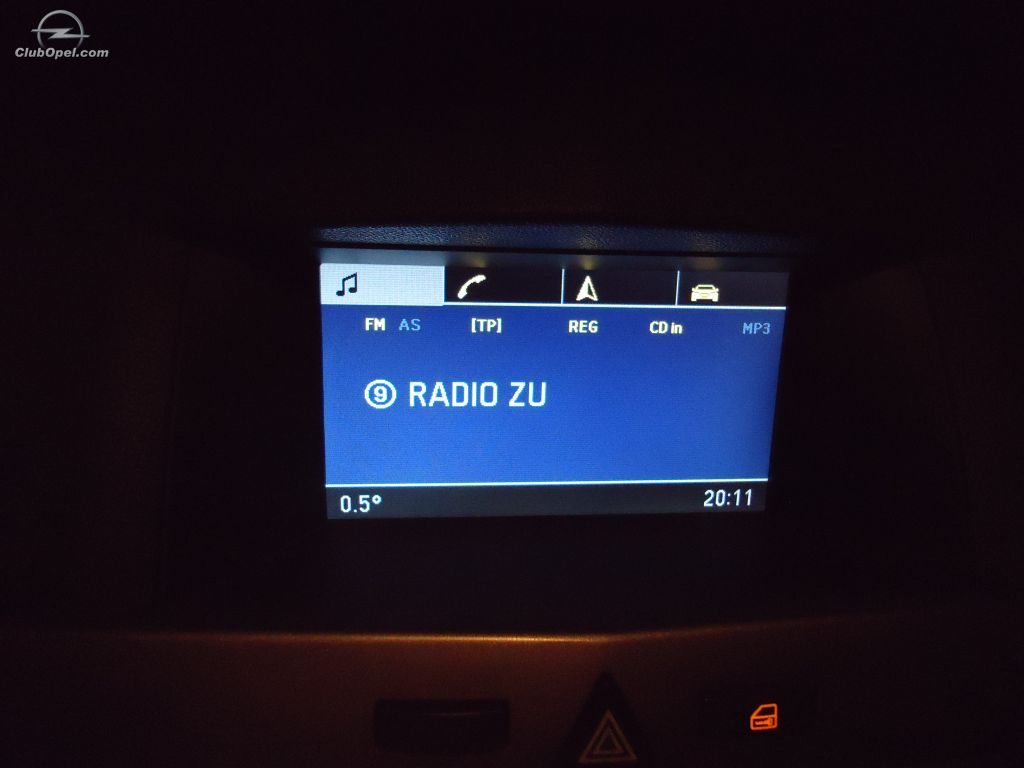 ClubOpel.com
FM AS [TP] REG CD in MP3
9 RADIO ZU
0.5° 20:11